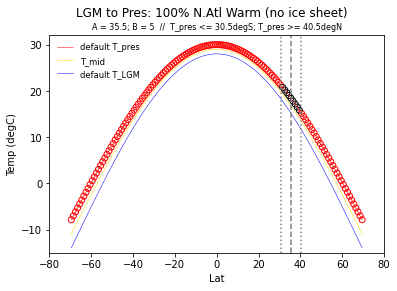 LGM to Pres: 100% N.Atl Warm (no ice sheet)
A = 35.5; B = 5  //  T_pres <= 30.5degS; T_pres >= 40.5degN
default T_pres
T_mid
default T_LGM
Temp (degC)
30
20
10
0
−10
−80 −60 −40 −20 0 20 40 60 80
Lat